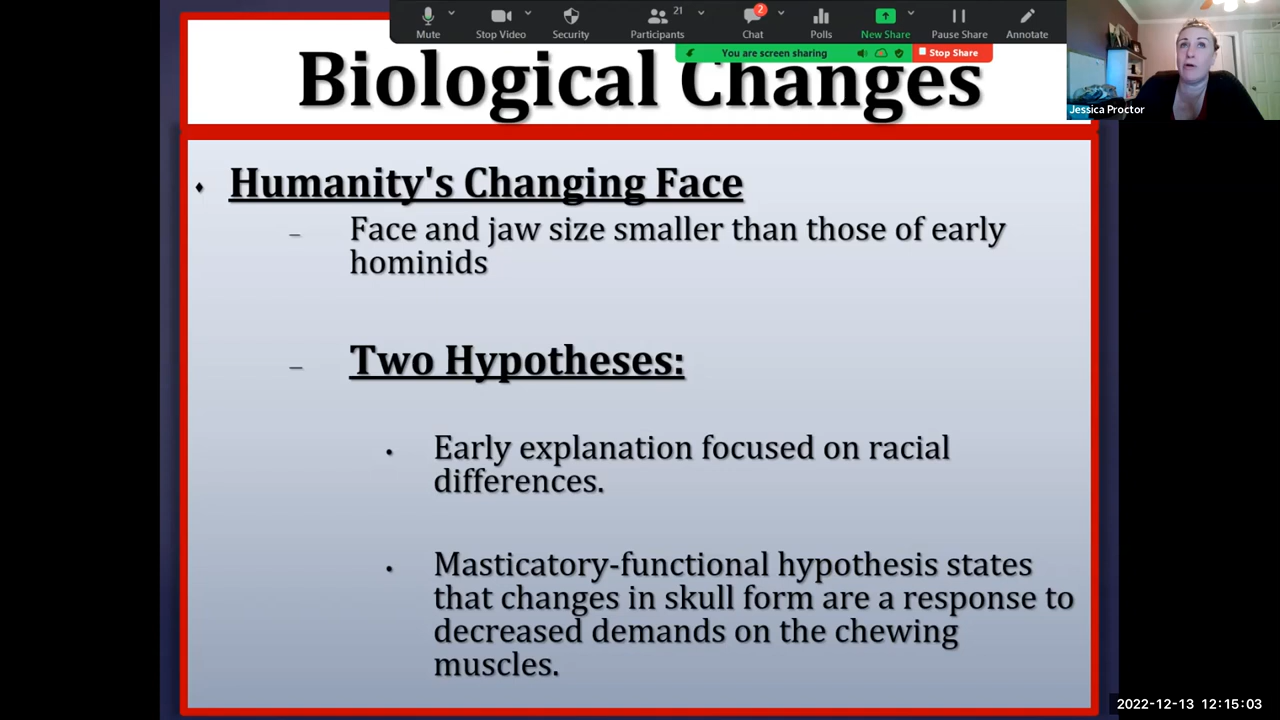 Mute
Stop Video
Security
21
Participants
2
Chat
Polls
New Share
Pause Share
Annotate
You are screen sharing
Stop Share
Jessica Proctor
Biological Changes
Humanity's Changing Face
Face and jaw size smaller than those of early
hominids
Two Hypotheses:
Early explanation focused on racial
differences.
Masticatory-functional hypothesis states
that changes in skull form are a response to
decreased demands on the chewing
muscles.
2022-12-13 12:15:03